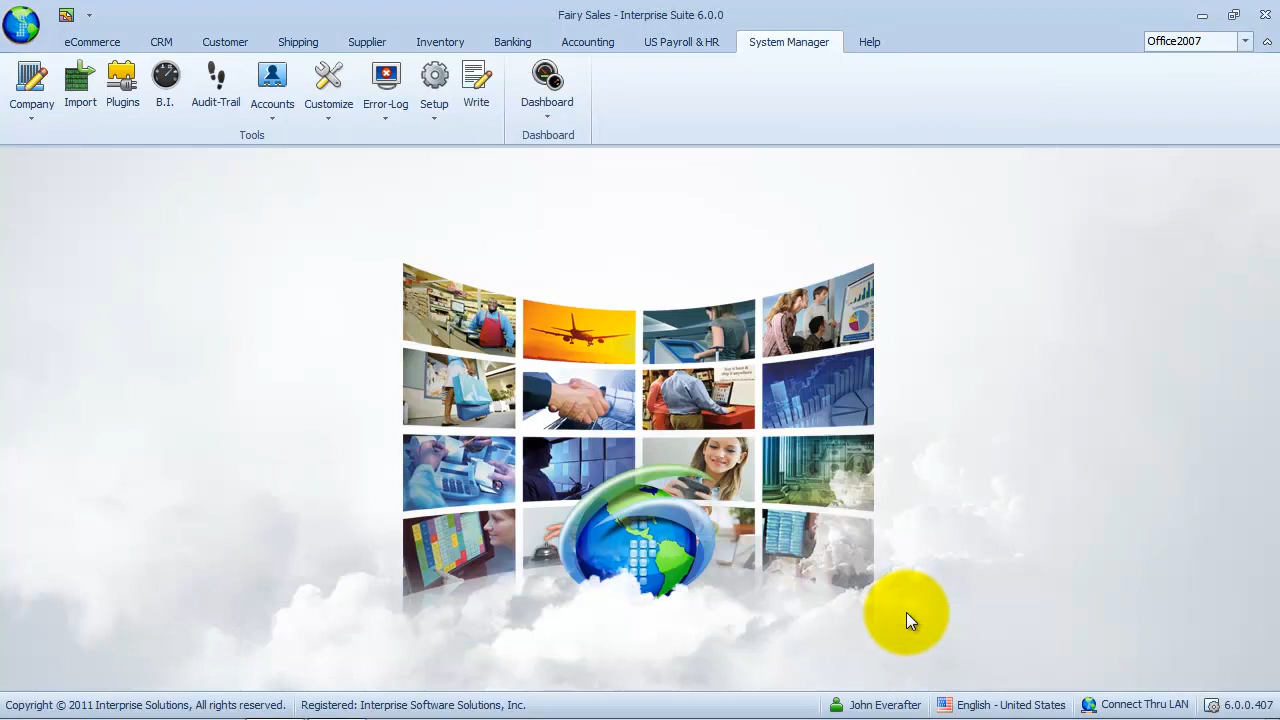 Fairy Sales - Interprise Suite 6.0.0
eCommerce CRM Customer Shipping Supplier Inventory Banking Accounting US Payroll & HR System Manager Help Office2007
Company Import Plugins B.I. Audit-Trail Accounts Customize Error-Log Setup Write Dashboard
Tools Dashboard
Copyright © 2011 Interprise Solutions, All rights reserved. Registered: Interprise Software Solutions, Inc. John Everafter English - United States Connect Thru LAN 6.0.0.407